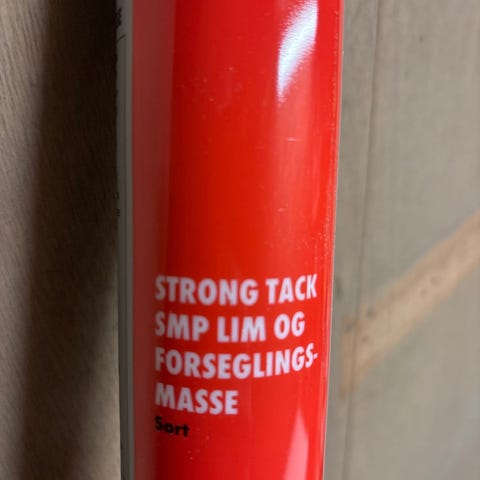 STRONG TACK
SMP LIM OG
FORSEGLINGS-
MASSE
Sort